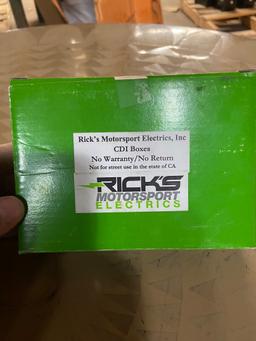 Rick's Motorsport Electrics, Inc
CDI Boxes
No Warranty/No Return
Not for street use in the state of CA
RICK'S
MOTORSPORT
ELECTRICS